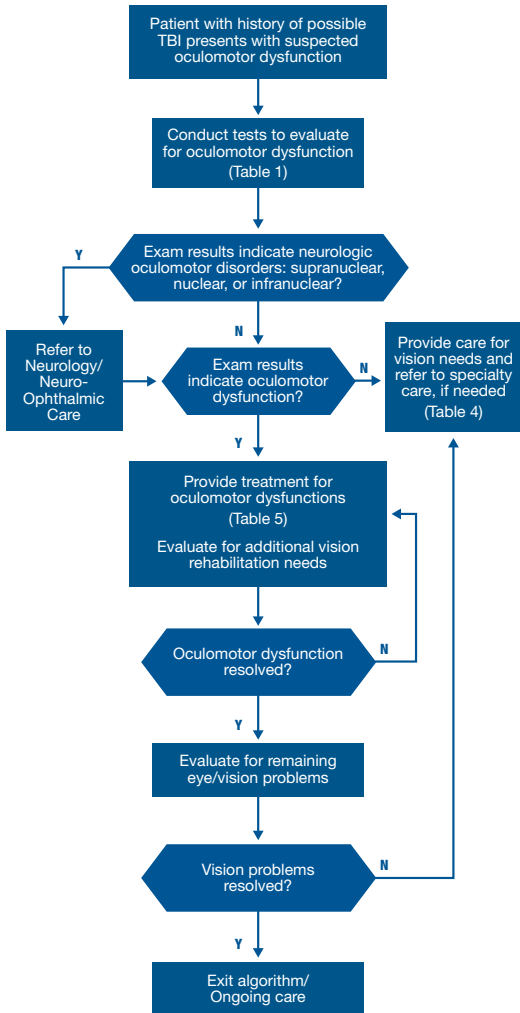 Patient with history of possible
TBI presents with suspected
oculomotor dysfunction
Conduct tests to evaluate
for oculomotor dysfunction
(Table 1)
Exam results indicate neurologic
oculomotor disorders: supranuclear,
nuclear, or infranuclear?
Y
N
Refer to
Neurology/
Neuro-
Ophthalmic
Care
Exam results
indicate oculomotor
dysfunction?
N
Provide care for
vision needs and
refer to specialty
care, if needed
(Table 4)
Y
Provide treatment for
oculomotor dysfunctions
(Table 5)
Evaluate for additional vision
rehabilitation needs
Oculomotor dysfunction
resolved?
N
Y
Evaluate for remaining
eye/vision problems
Vision problems
resolved?
N
Y
Exit algorithm/
Ongoing care